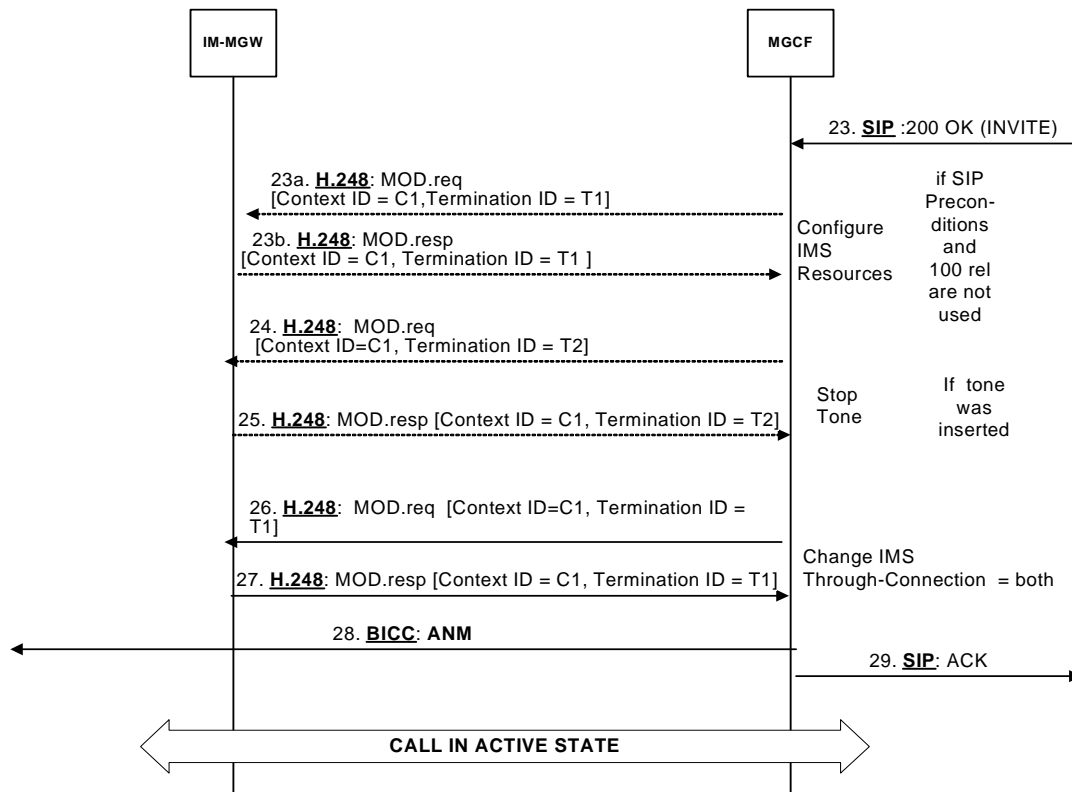 IM-MGW
MGCF
23. SIP :200 OK (INVITE)
23a. H.248: MOD.req
[Context ID = C1,Termination ID = T1]
23b. H.248: MOD.resp
[Context ID = C1, Termination ID = T1 ]
Configure
IMS
Resources
if SIP
Precon-
ditions
and
100 rel
are not
used
24. H.248: MOD.req
[Context ID=C1, Termination ID = T2]
25. H.248: MOD.resp [Context ID = C1, Termination ID = T2]
Stop
Tone
If tone
was
inserted
26. H.248: MOD.req [Context ID=C1, Termination ID =
T1]
27. H.248: MOD.resp [Context ID = C1, Termination ID = T1]
Change IMS
Through-Connection = both
28. BICC: ANM
29. SIP: ACK
CALL IN ACTIVE STATE